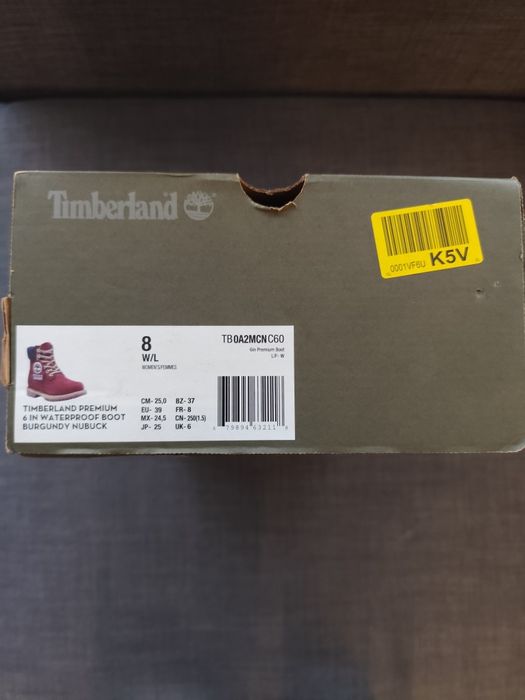 Timberland
0001VF6U K5V
8
W/L
WOMEN'S/FEMMES
TB0A2MCNC60
6in Premium Boot
TIMBERLAND PREMIUM
6 IN WATERPROOF BOOT
BURGUNDY NUBUCK
CM- 25,0 BZ- 37
EU- 39 FR- 8
MX- 24,5 CN- 250(1.5)
JP- 25 UK- 6